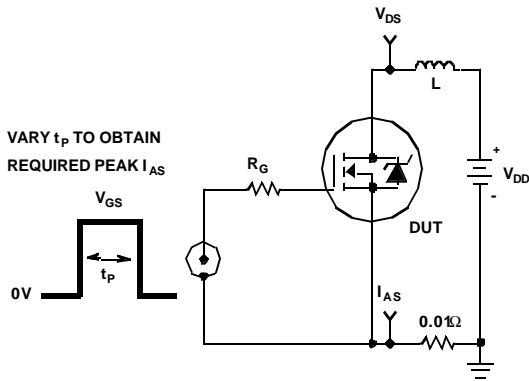 V_DS
L
VARY t_P TO OBTAIN
REQUIRED PEAK I_AS
R_G
+
V_DD
-
V_GS
DUT
t_P
0V
I_AS
0.01Ω